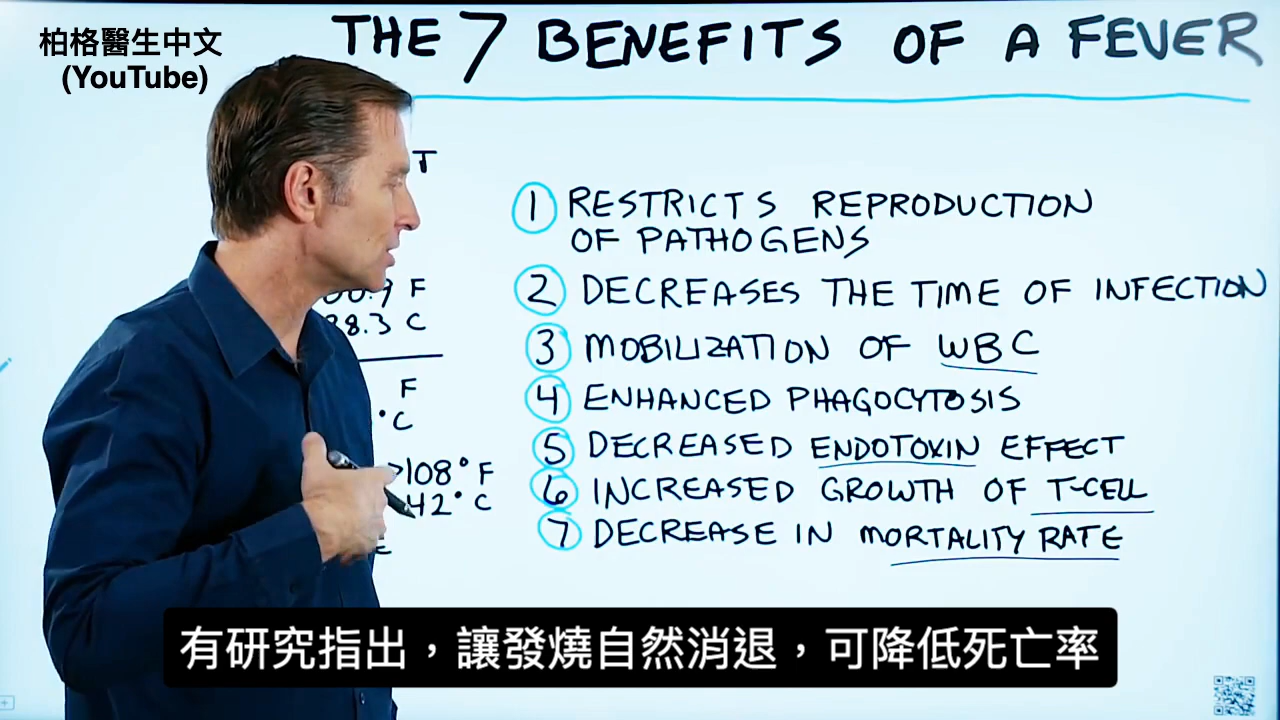 柏格醫生中文
(YouTube)
THE 7 BENEFITS OF A FEVER
T
F
38.3 C
F
°C
>108° F
42° C
1 RESTRICTS REPRODUCTION
OF PATHOGENS
2 DECREASES THE TIME OF INFECTION
3 MOBILIZATION OF WBC
4 ENHANCED PHAGOCYTOSIS
5 DECREASED ENDOTOXIN EFFECT
6 INCREASED GROWTH OF T-CELL
7 DECREASE IN MORTALITY RATE
有研究指出，讓發燒自然消退，可降低死亡率